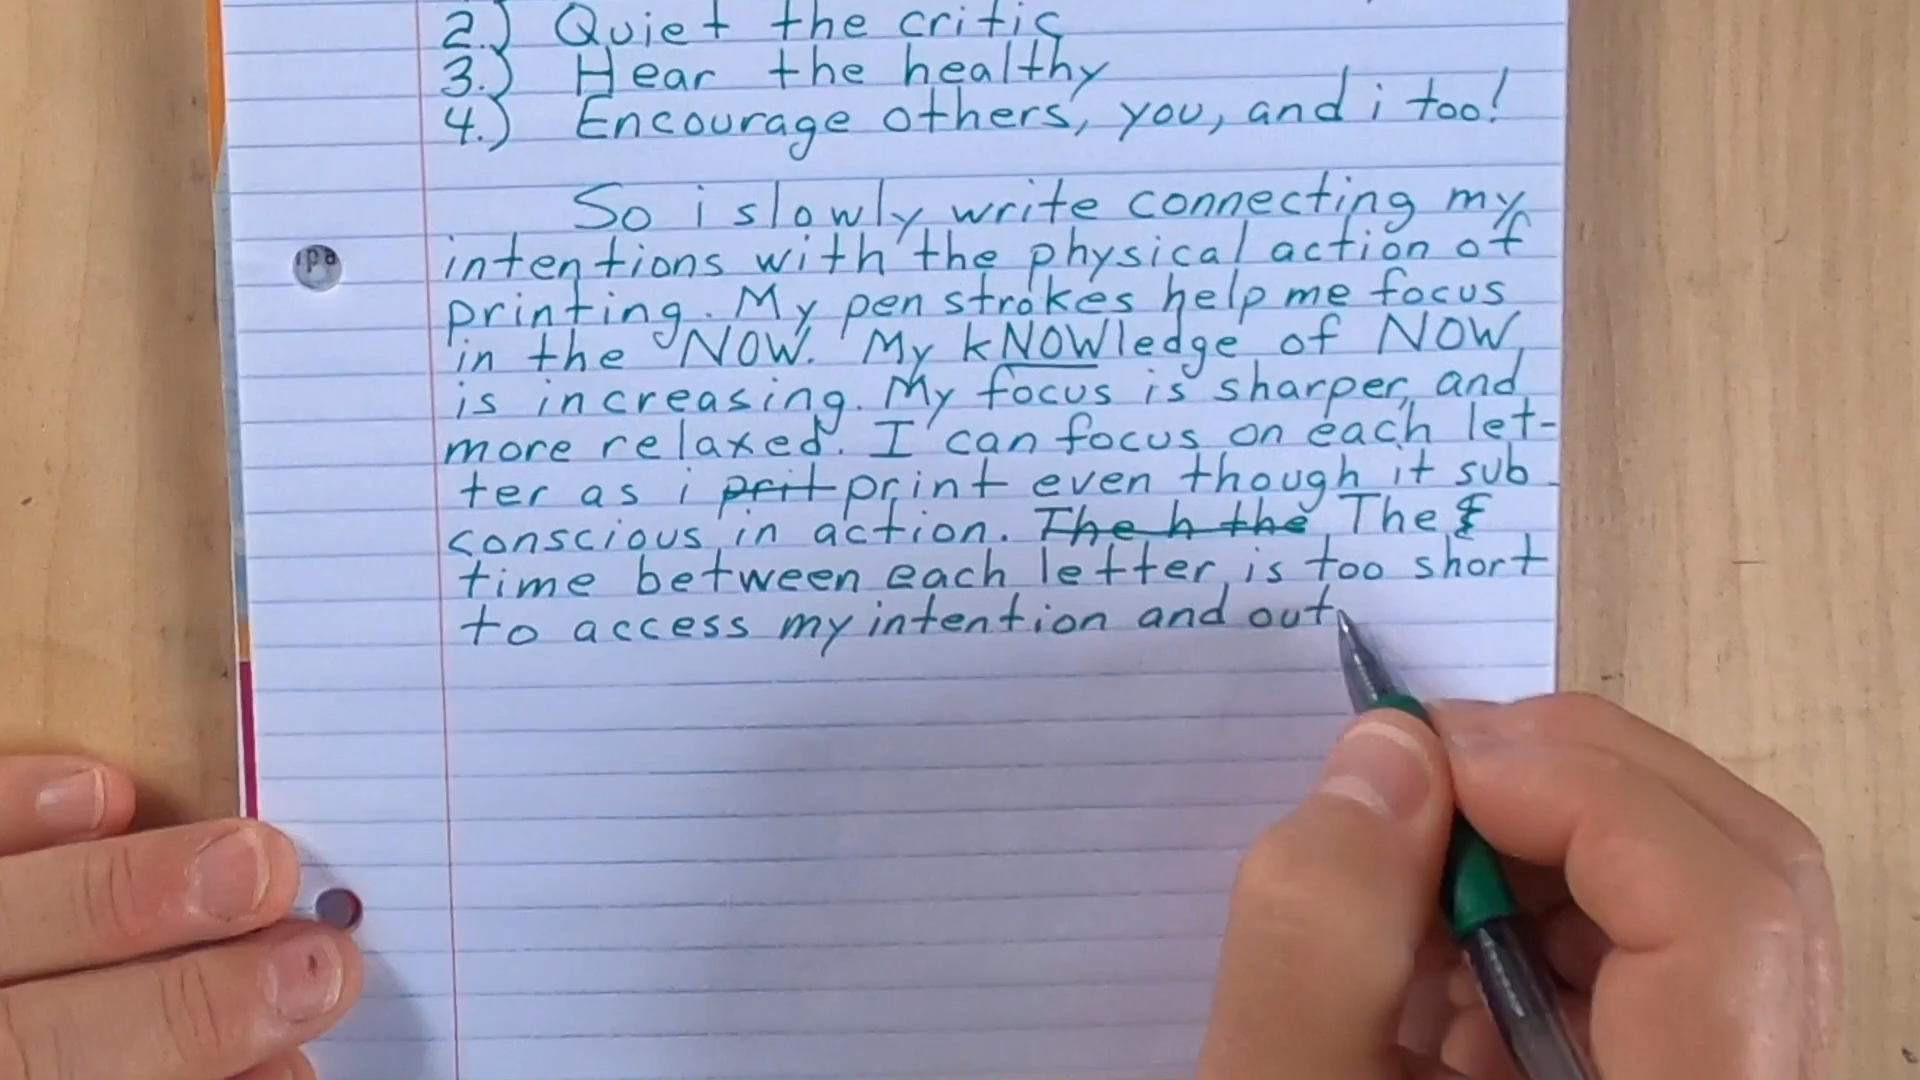 2.) Quiet the critic
3.) Hear the healthy
4.) Encourage others, you, and i too!
So i slowly write connecting my
intentions with the physical action of
printing. My pen strokes help me focus
in the NOW. My kNOWledge of NOW
is increasing. My focus is sharper, and
more relaxed. I can focus on each let-
ter as i prit print even though it sub
conscious in action. The h the The f
time between each letter is too short
to access my intention and out